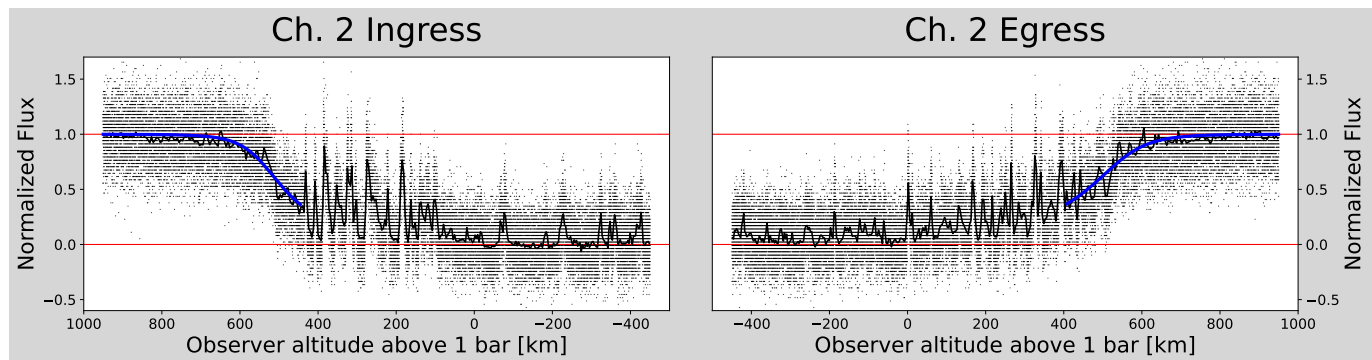 Ch. 2 Ingress
Normalized Flux
1.5
1.0
0.5
0.0
−0.5
1000 800 600 400 200 0 −200 −400
Observer altitude above 1 bar [km]
Ch. 2 Egress
1.5
1.0
0.5
0.0
−0.5
Normalized Flux
−400 −200 0 200 400 600 800 1000
Observer altitude above 1 bar [km]